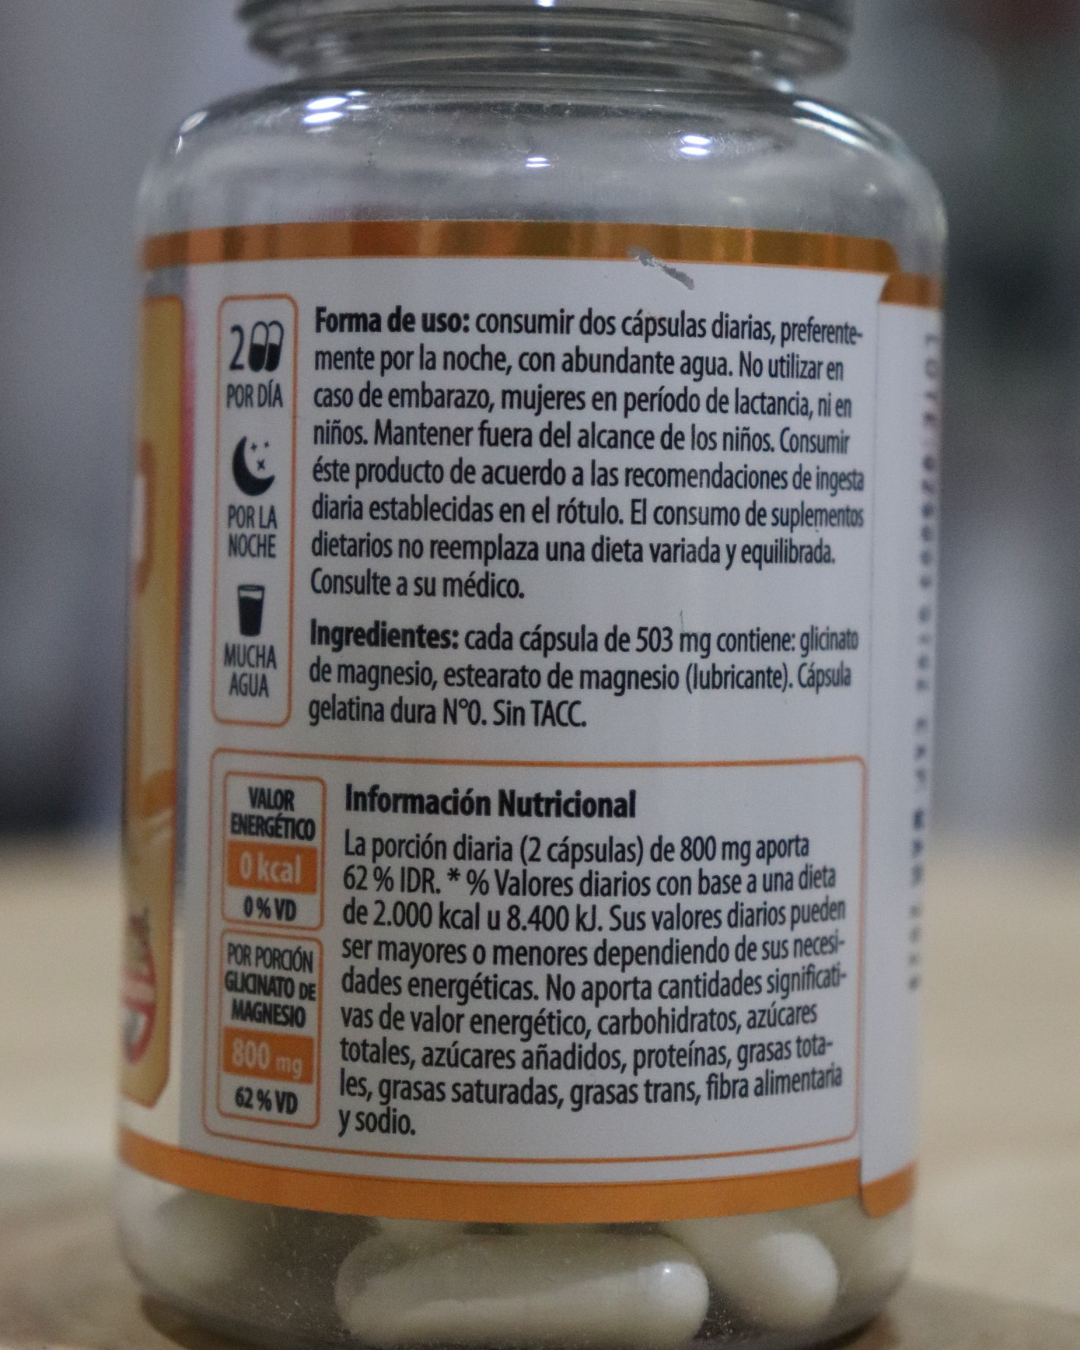 2
POR DÍA
POR LA
NOCHE
MUCHA
AGUA
Forma de uso: consumir dos cápsulas diarias, preferente-
mente por la noche, con abundante agua. No utilizar en
caso de embarazo, mujeres en período de lactancia, ni en
niños. Mantener fuera del alcance de los niños. Consumir
éste producto de acuerdo a las recomendaciones de ingesta
diaria establecidas en el rótulo. El consumo de suplementos
dietarios no reemplaza una dieta variada y equilibrada.
Consulte a su médico.
Ingredientes: cada cápsula de 503 mg contiene: glicinato
de magnesio, estearato de magnesio (lubricante). Cápsula
gelatina dura N°0. Sin TACC.
VALOR
ENERGÉTICO
0 kcal
0 % VD
POR PORCIÓN
GLICINATO DE
MAGNESIO
800 mg
62 % VD
Información Nutricional
La porción diaria (2 cápsulas) de 800 mg aporta
62 % IDR. * % Valores diarios con base a una dieta
de 2.000 kcal u 8.400 kJ. Sus valores diarios pueden
ser mayores o menores dependiendo de sus necesi-
dades energéticas. No aporta cantidades significati-
vas de valor energético, carbohidratos, azúcares
totales, azúcares añadidos, proteínas, grasas tota-
les, grasas saturadas, grasas trans, fibra alimentaria
y sodio.
LOTE